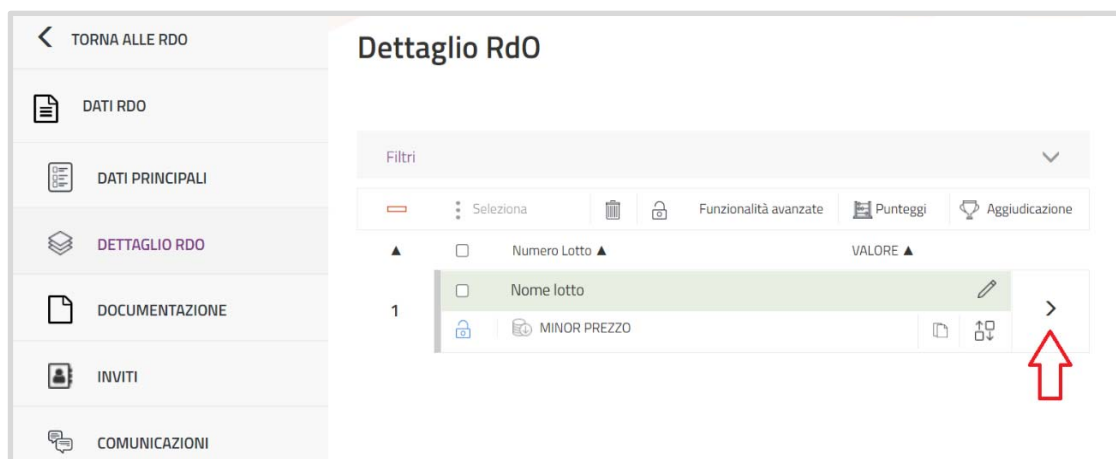 TORNA ALLE RDO
DATI RDO
DATI PRINCIPALI
DETTAGLIO RDO
DOCUMENTAZIONE
INVITI
COMUNICAZIONI
Dettaglio RdO
Filtri
Seleziona Funzionalità avanzate Punteggi Aggiudicazione
Numero Lotto ▲ VALORE ▲
1
Nome lotto
MINOR PREZZO